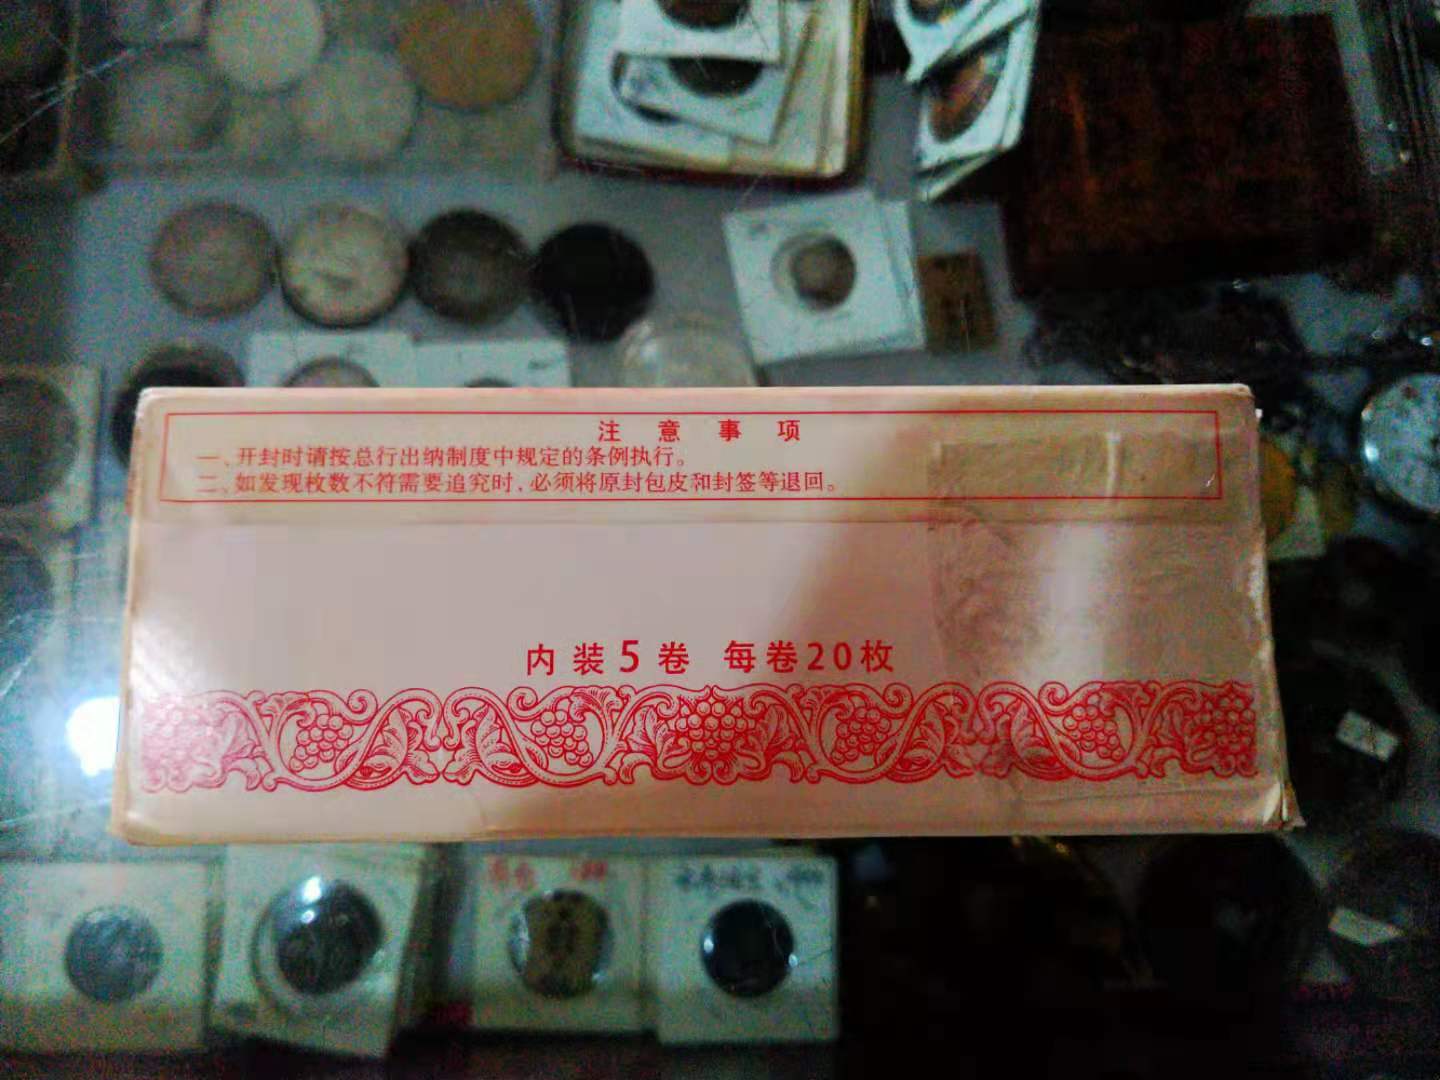 注意事项
一、开封时请按总行出纳制度中规定的条例执行。
二、如发现枚数不符需要追究时，必须将原封包皮和封签等退回。
内装5卷 每卷20枚